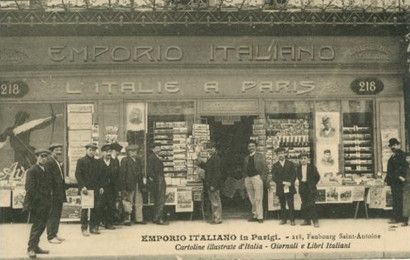 EMPORIO ITALIANO
218 L'ITALIE A PARIS 218
EMPORIO ITALIANO in Parigi. - 218, Faubourg Saint-Antoine
Cartoline illustrate d'Italia - Giornali e Libri Italiani